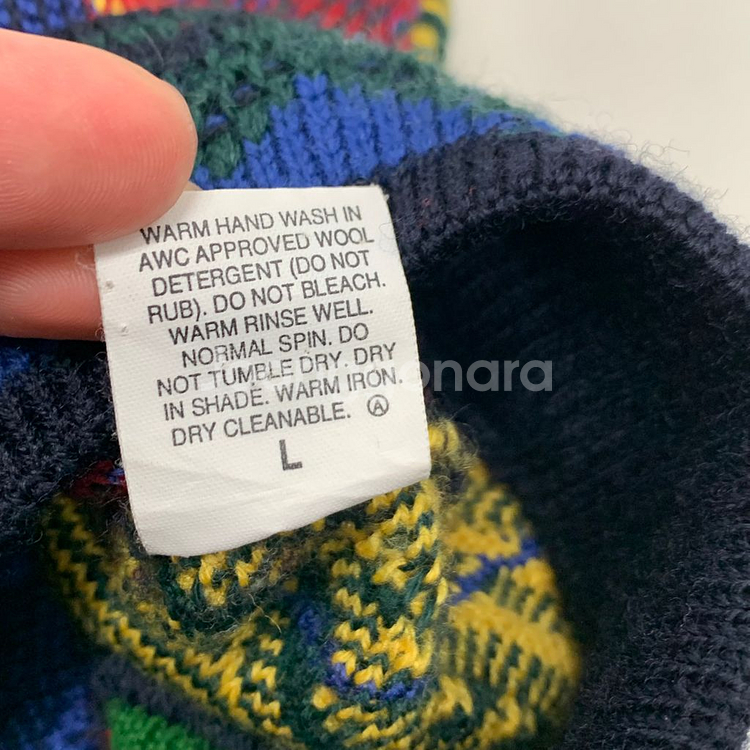 WARM HAND WASH IN
AWC APPROVED WOOL
DETERGENT (DO NOT
RUB). DO NOT BLEACH.
WARM RINSE WELL.
NORMAL SPIN. DO
NOT TUMBLE DRY. DRY
IN SHADE. WARM IRON.
DRY CLEANABLE. Ⓐ
L